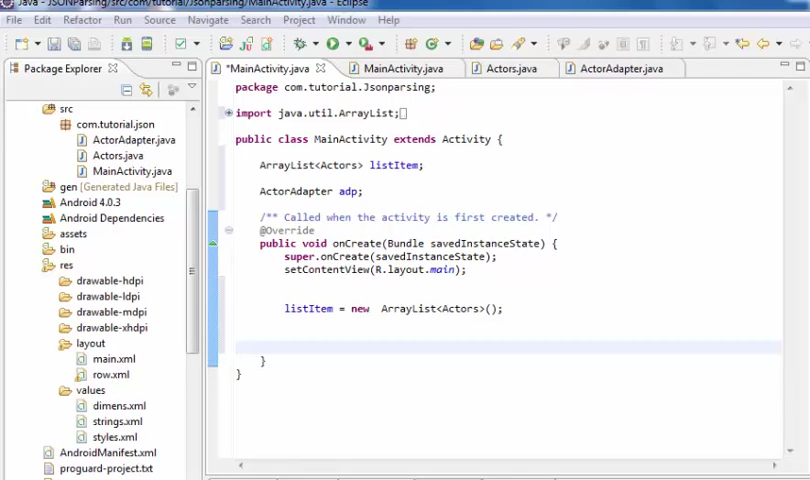 Java - JSONParsing/src/com/tutorial/Jsonparsing/MainActivity.java - Eclipse
File Edit Refactor Run Source Navigate Search Project Window Help
Package Explorer
*MainActivity.java MainActivity.java Actors.java ActorAdapter.java
src
com.tutorial.json
ActorAdapter.java
Actors.java
MainActivity.java
gen [Generated Java Files]
Android 4.0.3
Android Dependencies
assets
bin
res
drawable-hdpi
drawable-ldpi
drawable-mdpi
drawable-xhdpi
layout
main.xml
row.xml
values
dimens.xml
strings.xml
styles.xml
AndroidManifest.xml
proguard-project.txt
package com.tutorial.Jsonparsing;
import java.util.ArrayList;
public class MainActivity extends Activity {
ArrayList<Actors> listItem;
ActorAdapter adp;
/** Called when the activity is first created. */
@Override
public void onCreate(Bundle savedInstanceState) {
super.onCreate(savedInstanceState);
setContentView(R.layout.main);
listItem = new ArrayList<Actors>();
}
}